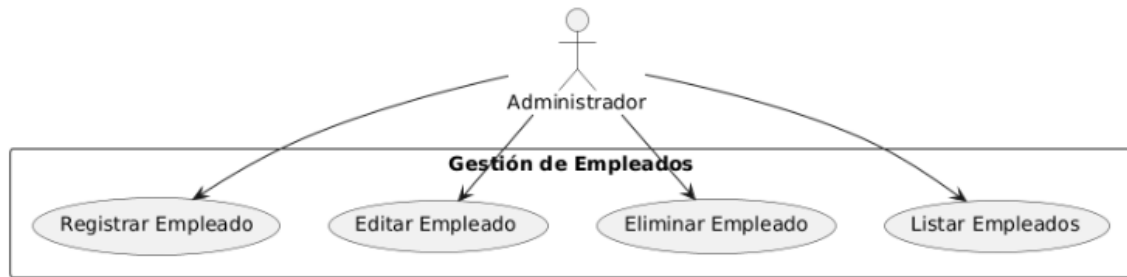 Administrador
Gestión de Empleados
Registrar Empleado
Editar Empleado
Eliminar Empleado
Listar Empleados